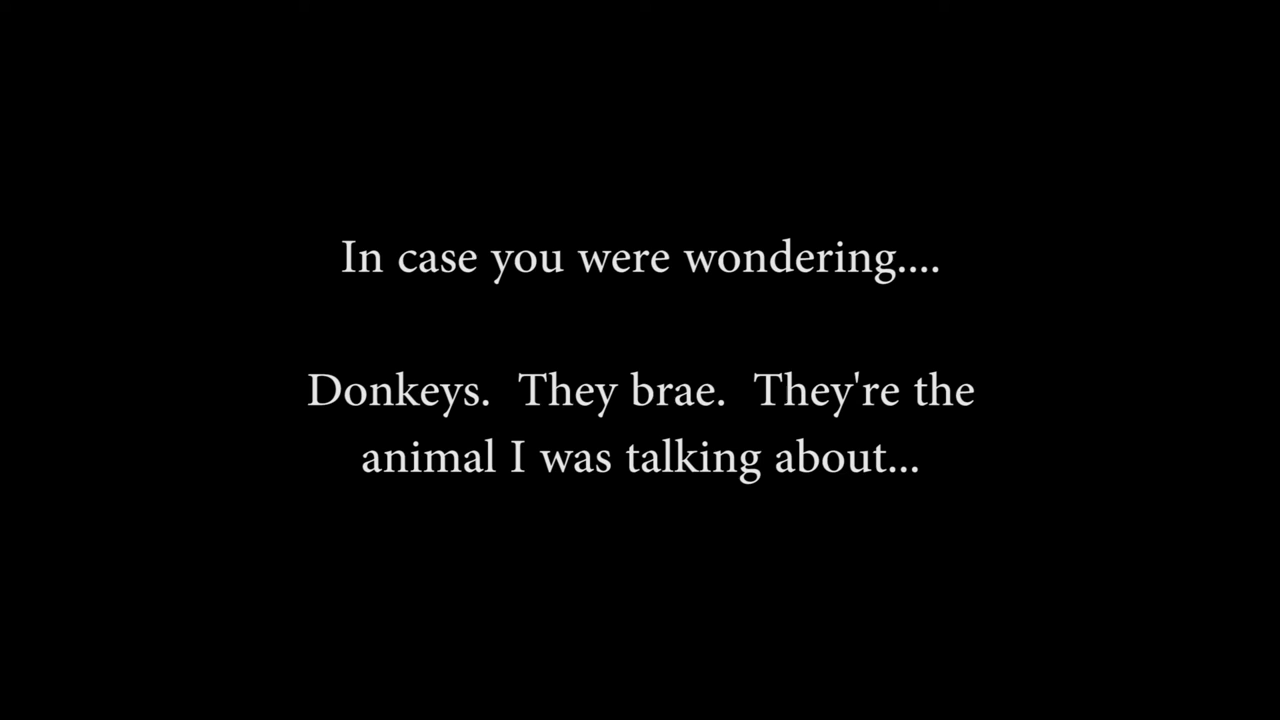 In case you were wondering....
Donkeys.  They brae.  They're the
animal I was talking about...